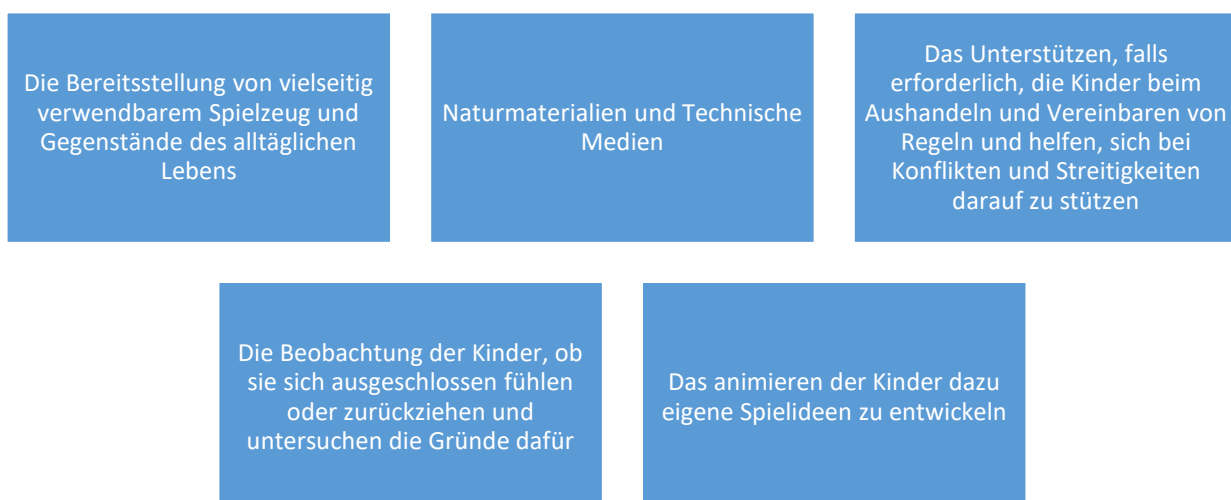 Die Bereitsstellung von vielseitig
verwendbarem Spielzeug und
Gegenstände des alltäglichen
Lebens
Naturmaterialien und Technische
Medien
Das Unterstützen, falls
erforderlich, die Kinder beim
Aushandeln und Vereinbaren von
Regeln und helfen, sich bei
Konflikten und Streitigkeiten
darauf zu stützen
Die Beobachtung der Kinder, ob
sie sich ausgeschlossen fühlen
oder zurückziehen und
untersuchen die Gründe dafür
Das animieren der Kinder dazu
eigene Spielideen zu entwickeln